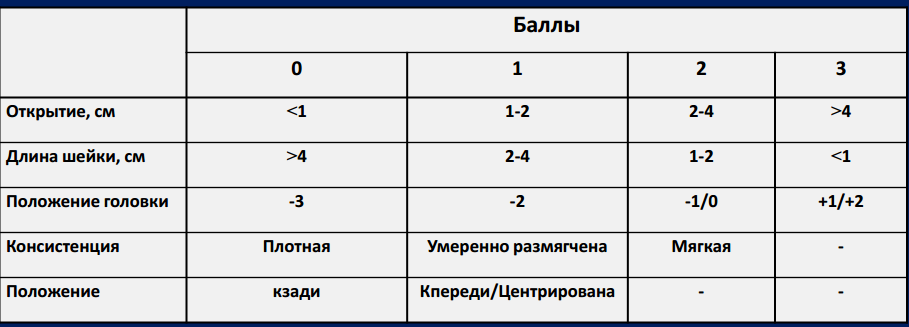 Баллы
0 1 2 3
Открытие, см <1 1-2 2-4 >4
Длина шейки, см >4 2-4 1-2 <1
Положение головки -3 -2 -1/0 +1/+2
Консистенция Плотная Умеренно размягчена Мягкая -
Положение кзади Кпереди/Центрирована - -